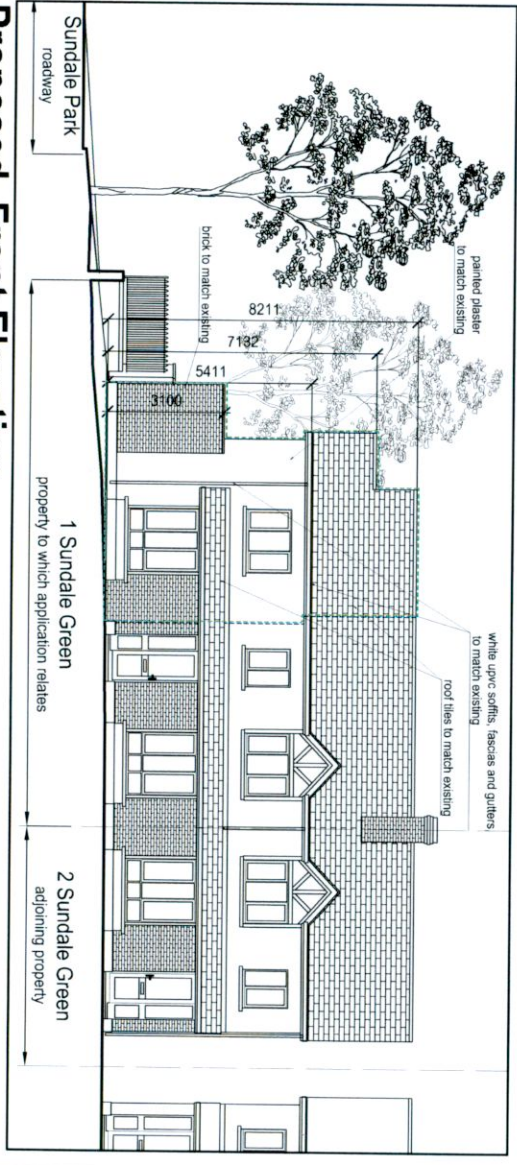 painted plaster
to match existing
white upvc soffits, fascias and gutters
to match existing
roof tiles to match existing
brick to match existing
8211
7132
5411
3100
Sundale Park
roadway
1 Sundale Green
property to which application relates
2 Sundale Green
adjoining property
Proposed Front